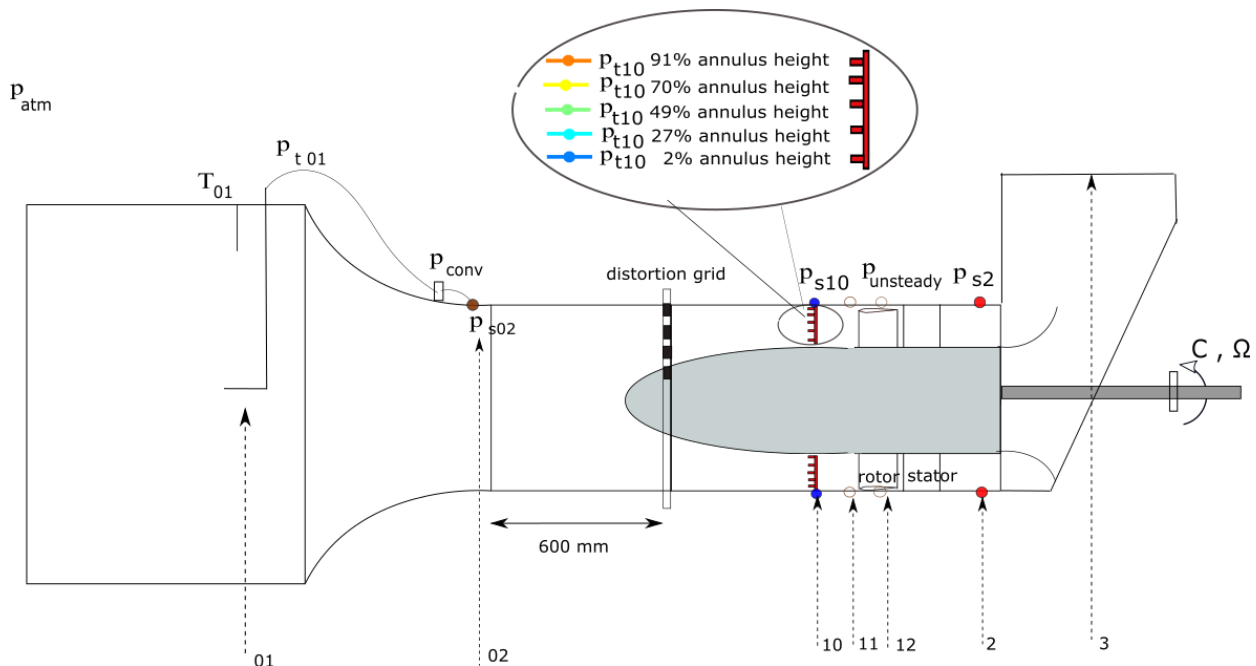 p_t10 91% annulus height
p_t10 70% annulus height
p_t10 49% annulus height
p_t10 27% annulus height
p_t10 2% annulus height
p_atm
p_t 01
T_01
p_conv
p_s02
distortion grid
p_s10
p_unsteady
p_s2
C , Ω
rotor stator
600 mm
01
02
10
11
12
2
3